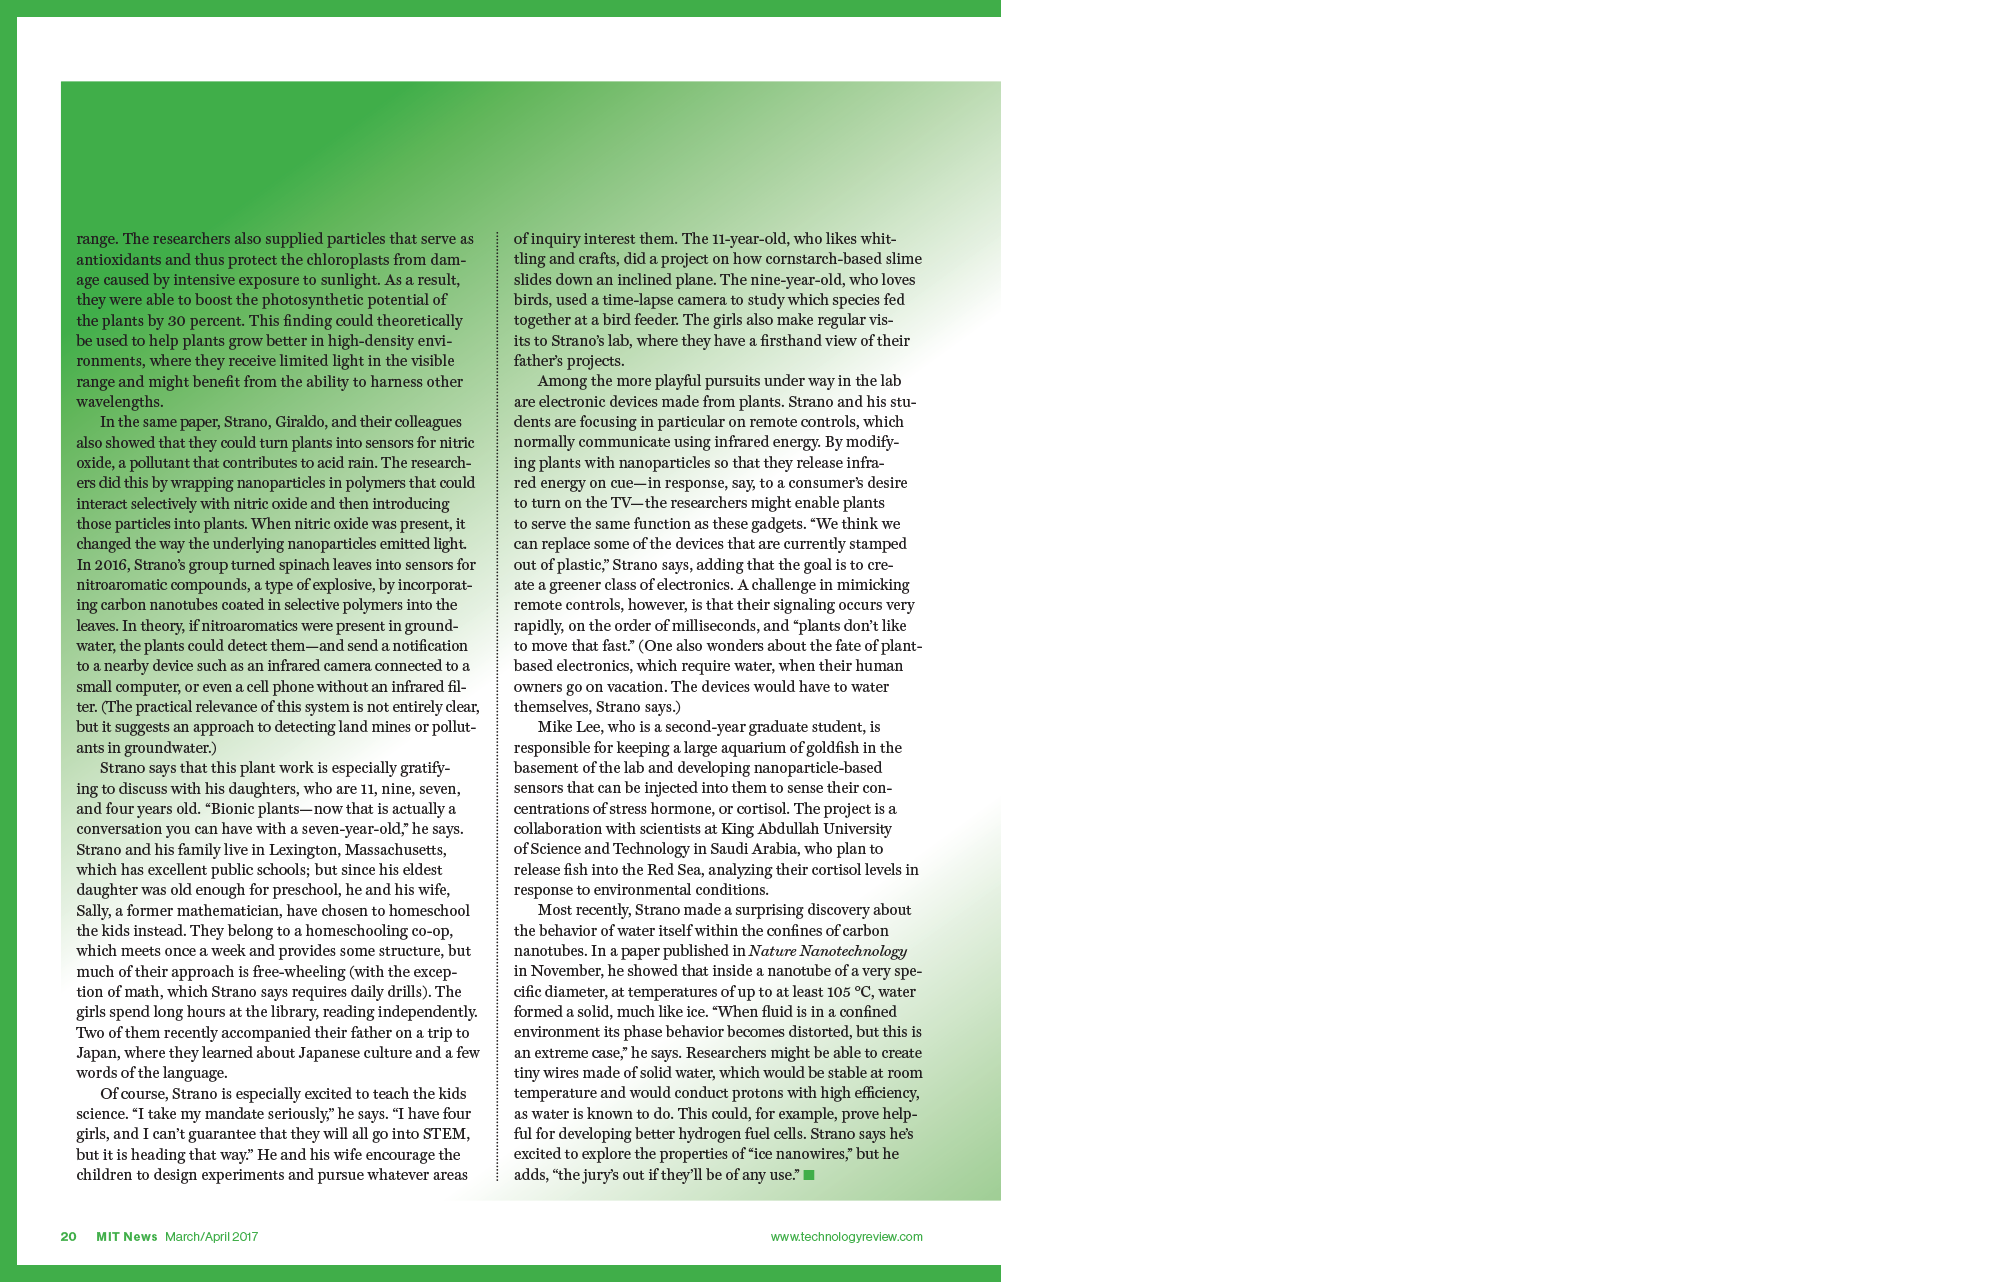 range. The researchers also supplied particles that serve as
antioxidants and thus protect the chloroplasts from dam-
age caused by intensive exposure to sunlight. As a result,
they were able to boost the photosynthetic potential of
the plants by 30 percent. This finding could theoretically
be used to help plants grow better in high-density envi-
ronments, where they receive limited light in the visible
range and might benefit from the ability to harness other
wavelengths.
In the same paper, Strano, Giraldo, and their colleagues
also showed that they could turn plants into sensors for nitric
oxide, a pollutant that contributes to acid rain. The research-
ers did this by wrapping nanoparticles in polymers that could
interact selectively with nitric oxide and then introducing
those particles into plants. When nitric oxide was present, it
changed the way the underlying nanoparticles emitted light.
In 2016, Strano’s group turned spinach leaves into sensors for
nitroaromatic compounds, a type of explosive, by incorporat-
ing carbon nanotubes coated in selective polymers into the
leaves. In theory, if nitroaromatics were present in ground-
water, the plants could detect them—and send a notification
to a nearby device such as an infrared camera connected to a
small computer, or even a cell phone without an infrared fil-
ter. (The practical relevance of this system is not entirely clear,
but it suggests an approach to detecting land mines or pollut-
ants in groundwater.)
Strano says that this plant work is especially gratify-
ing to discuss with his daughters, who are 11, nine, seven,
and four years old. “Bionic plants—now that is actually a
conversation you can have with a seven-year-old,” he says.
Strano and his family live in Lexington, Massachusetts,
which has excellent public schools; but since his eldest
daughter was old enough for preschool, he and his wife,
Sally, a former mathematician, have chosen to homeschool
the kids instead. They belong to a homeschooling co-op,
which meets once a week and provides some structure, but
much of their approach is free-wheeling (with the excep-
tion of math, which Strano says requires daily drills). The
girls spend long hours at the library, reading independently.
Two of them recently accompanied their father on a trip to
Japan, where they learned about Japanese culture and a few
words of the language.
Of course, Strano is especially excited to teach the kids
science. “I take my mandate seriously,” he says. “I have four
girls, and I can’t guarantee that they will all go into STEM,
but it is heading that way.” He and his wife encourage the
children to design experiments and pursue whatever areas
of inquiry interest them. The 11-year-old, who likes whit-
tling and crafts, did a project on how cornstarch-based slime
slides down an inclined plane. The nine-year-old, who loves
birds, used a time-lapse camera to study which species fed
together at a bird feeder. The girls also make regular vis-
its to Strano’s lab, where they have a firsthand view of their
father’s projects.
Among the more playful pursuits under way in the lab
are electronic devices made from plants. Strano and his stu-
dents are focusing in particular on remote controls, which
normally communicate using infrared energy. By modify-
ing plants with nanoparticles so that they release infra-
red energy on cue—in response, say, to a consumer’s desire
to turn on the TV—the researchers might enable plants
to serve the same function as these gadgets. “We think we
can replace some of the devices that are currently stamped
out of plastic,” Strano says, adding that the goal is to cre-
ate a greener class of electronics. A challenge in mimicking
remote controls, however, is that their signaling occurs very
rapidly, on the order of milliseconds, and “plants don’t like
to move that fast.” (One also wonders about the fate of plant-
based electronics, which require water, when their human
owners go on vacation. The devices would have to water
themselves, Strano says.)
Mike Lee, who is a second-year graduate student, is
responsible for keeping a large aquarium of goldfish in the
basement of the lab and developing nanoparticle-based
sensors that can be injected into them to sense their con-
centrations of stress hormone, or cortisol. The project is a
collaboration with scientists at King Abdullah University
of Science and Technology in Saudi Arabia, who plan to
release fish into the Red Sea, analyzing their cortisol levels in
response to environmental conditions.
Most recently, Strano made a surprising discovery about
the behavior of water itself within the confines of carbon
nanotubes. In a paper published in Nature Nanotechnology
in November, he showed that inside a nanotube of a very spe-
cific diameter, at temperatures of up to at least 105 °C, water
formed a solid, much like ice. “When fluid is in a confined
environment its phase behavior becomes distorted, but this is
an extreme case,” he says. Researchers might be able to create
tiny wires made of solid water, which would be stable at room
temperature and would conduct protons with high efficiency,
as water is known to do. This could, for example, prove help-
ful for developing better hydrogen fuel cells. Strano says he’s
excited to explore the properties of “ice nanowires,” but he
adds, “the jury’s out if they’ll be of any use.”
20 MIT News March/April 2017
www.technologyreview.com